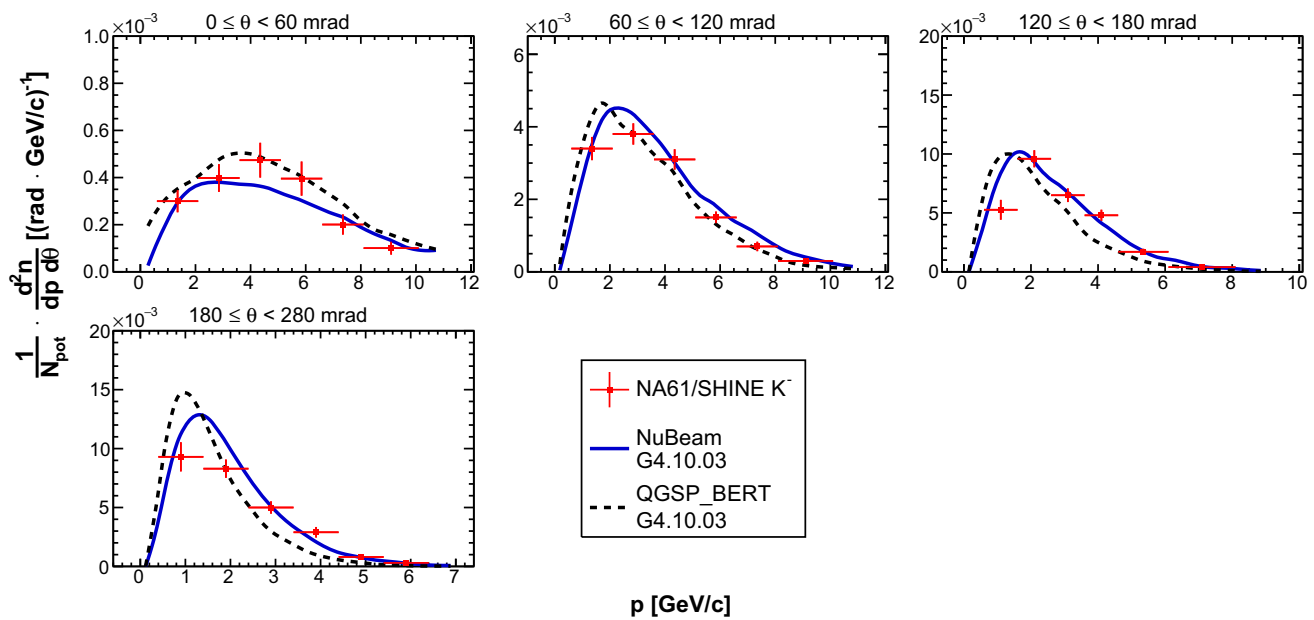 ×10⁻³
0 ≤ θ < 60 mrad
1.0
0.8
0.6
0.4
0.2
0.0
0 2 4 6 8 10 12
×10⁻³
60 ≤ θ < 120 mrad
6
4
2
0
0 2 4 6 8 10 12
×10⁻³
120 ≤ θ < 180 mrad
20
15
10
5
0
0 2 4 6 8 10
1/N_pot · d²n/dp dθ [(rad · GeV/c)⁻¹]
×10⁻³
180 ≤ θ < 280 mrad
20
15
10
5
0
0 1 2 3 4 5 6 7
NA61/SHINE K⁻
NuBeam
G4.10.03
QGSP_BERT
G4.10.03
p [GeV/c]